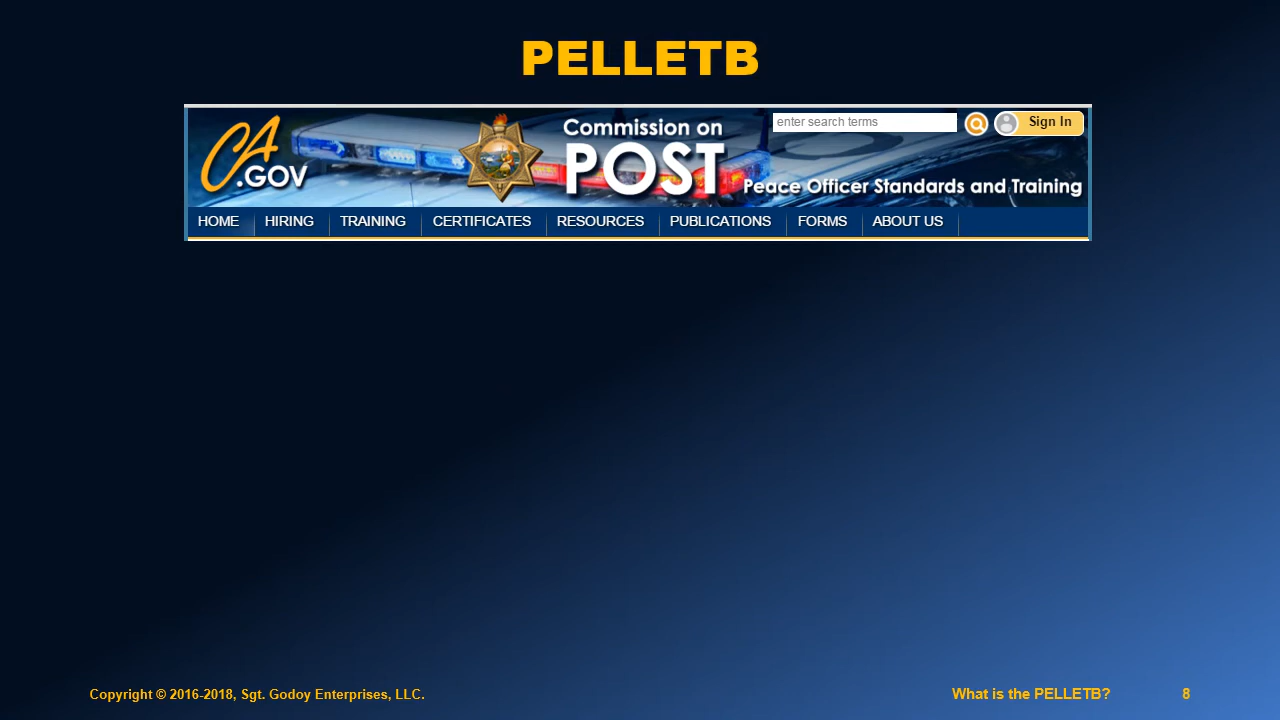 PELLETB
CA.GOV
Commission on
POST
Peace Officer Standards and Training
enter search terms
Sign In
HOME HIRING TRAINING CERTIFICATES RESOURCES PUBLICATIONS FORMS ABOUT US
Copyright © 2016-2018, Sgt. Godoy Enterprises, LLC. What is the PELLETB? 8